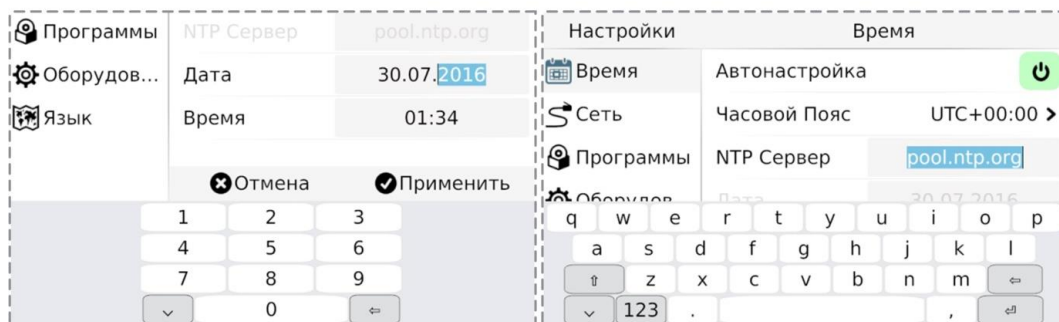 Программы
NTP Сервер
pool.ntp.org
Оборудов...
Дата
30.07.2016
Язык
Время
01:34
Отмена
Применить
1 2 3
4 5 6
7 8 9
0
Настройки
Время
Время
Автонастройка
Сеть
Часовой Пояс
UTC+00:00
Программы
NTP Сервер
pool.ntp.org
Оборудов
Дата
30.07.2016
q w e r t y u i o p
a s d f g h j k l
z x c v b n m
123 . ,